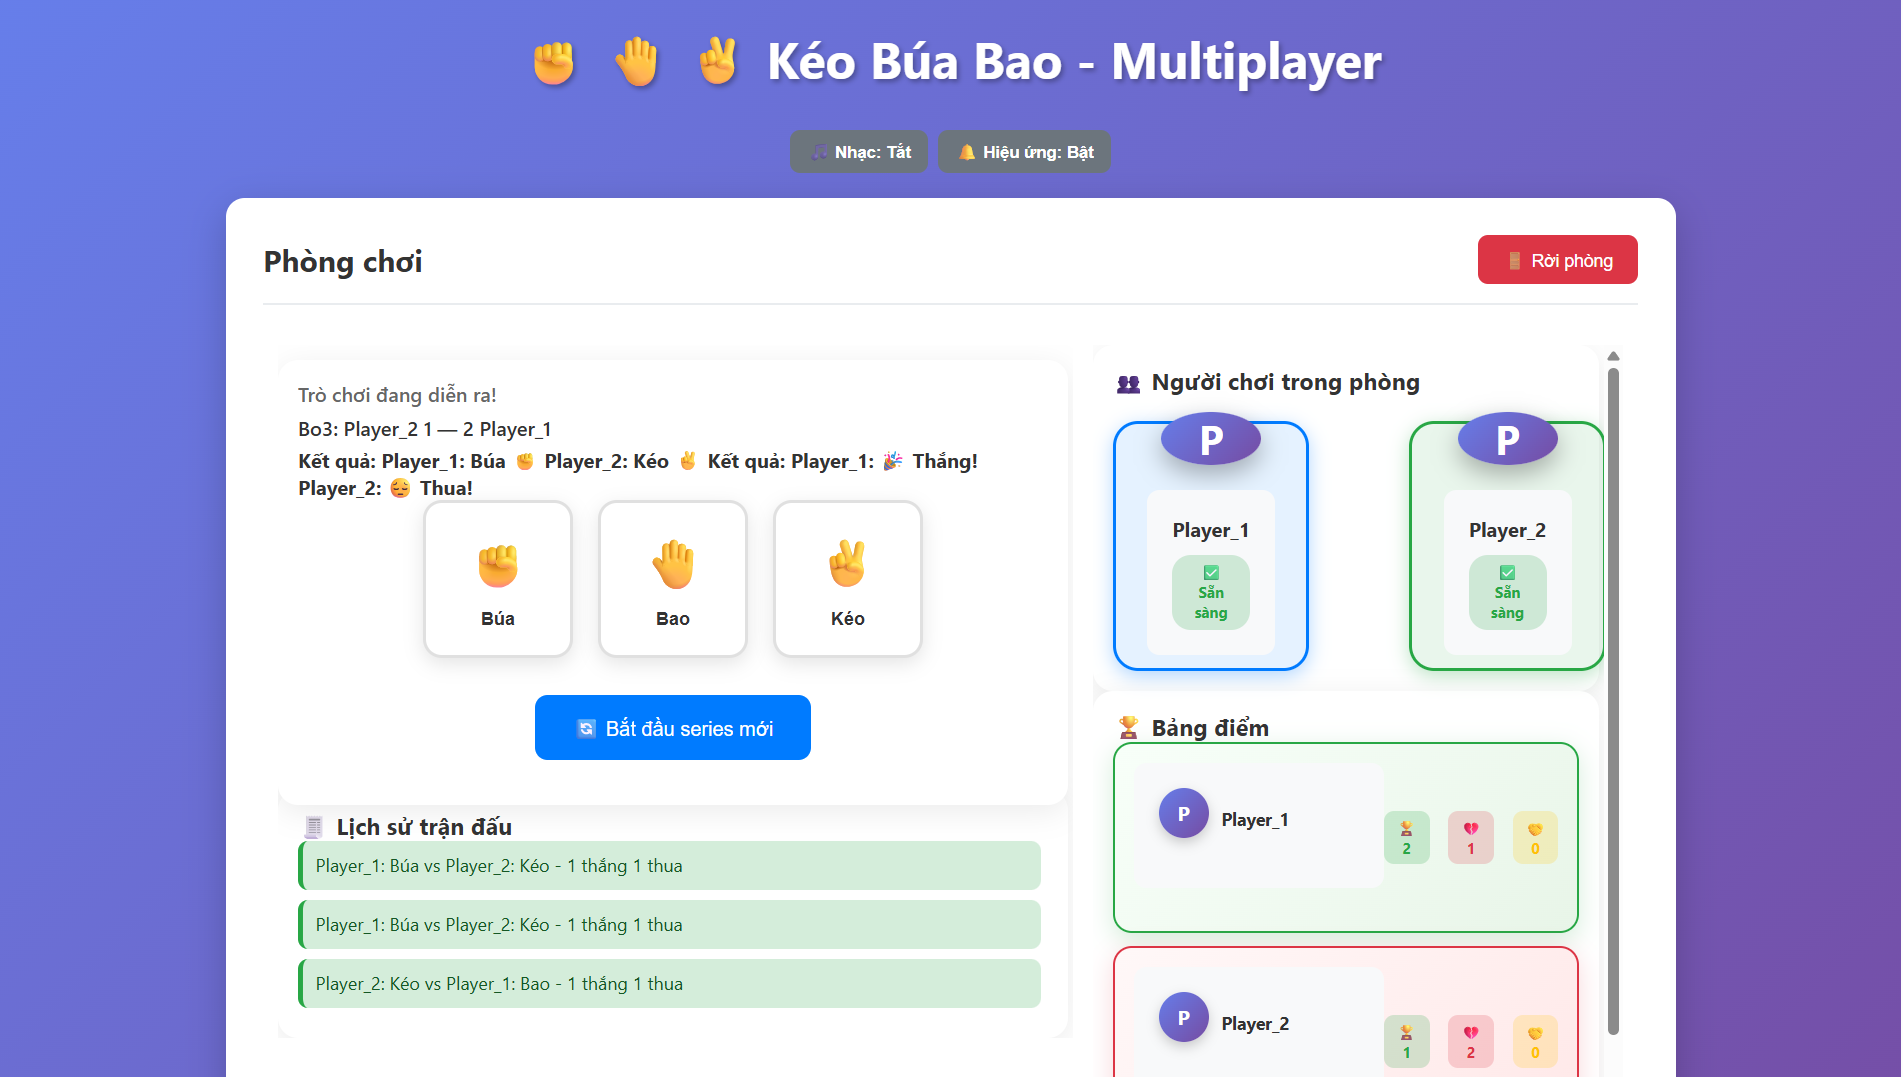 Kéo Búa Bao - Multiplayer
Nhạc: Tắt
Hiệu ứng: Bật
Phòng chơi
Rời phòng
Trò chơi đang diễn ra!
Bo3: Player_2 1 — 2 Player_1
Kết quả: Player_1: Búa ✊ Player_2: Kéo ✌ Kết quả: Player_1: 🎉 Thắng!
Player_2: 😔 Thua!
Búa
Bao
Kéo
Bắt đầu series mới
Lịch sử trận đấu
Player_1: Búa vs Player_2: Kéo - 1 thắng 1 thua
Player_1: Búa vs Player_2: Kéo - 1 thắng 1 thua
Player_2: Kéo vs Player_1: Bao - 1 thắng 1 thua
Người chơi trong phòng
P
Player_1
Sẵn
sàng
P
Player_2
Sẵn
sàng
Bảng điểm
P
Player_1
2
1
0
P
Player_2
1
2
0